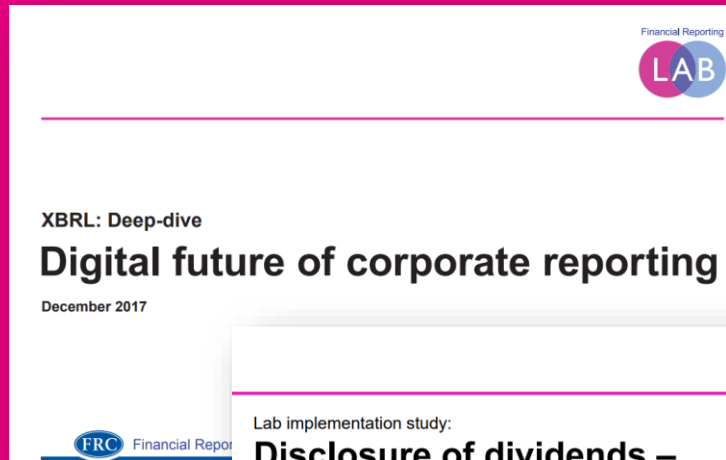 Financial Reporting
LAB
XBRL: Deep-dive
Digital future of corporate reporting
December 2017
FRC Financial Repor
Lab implementation study:
Disclosure of dividends –